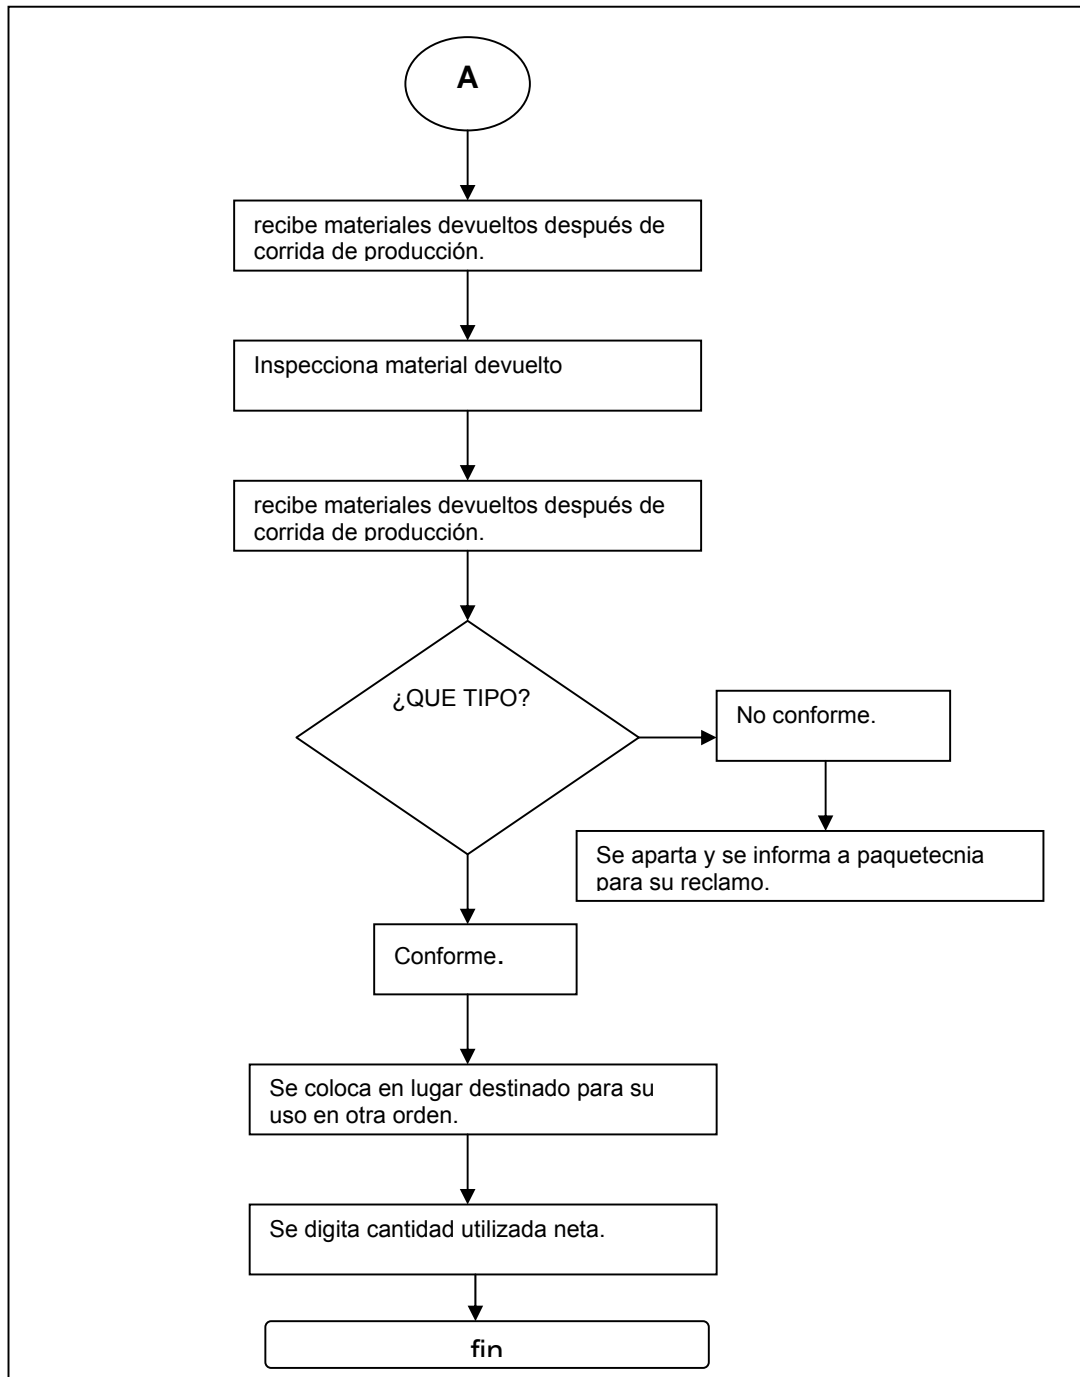 A
recibe materiales devueltos después de
corrida de producción.
Inspecciona material devuelto
recibe materiales devueltos después de
corrida de producción.
¿QUE TIPO?
No conforme.
Se aparta y se informa a paquetecnia
para su reclamo.
Conforme.
Se coloca en lugar destinado para su
uso en otra orden.
Se digita cantidad utilizada neta.
fin